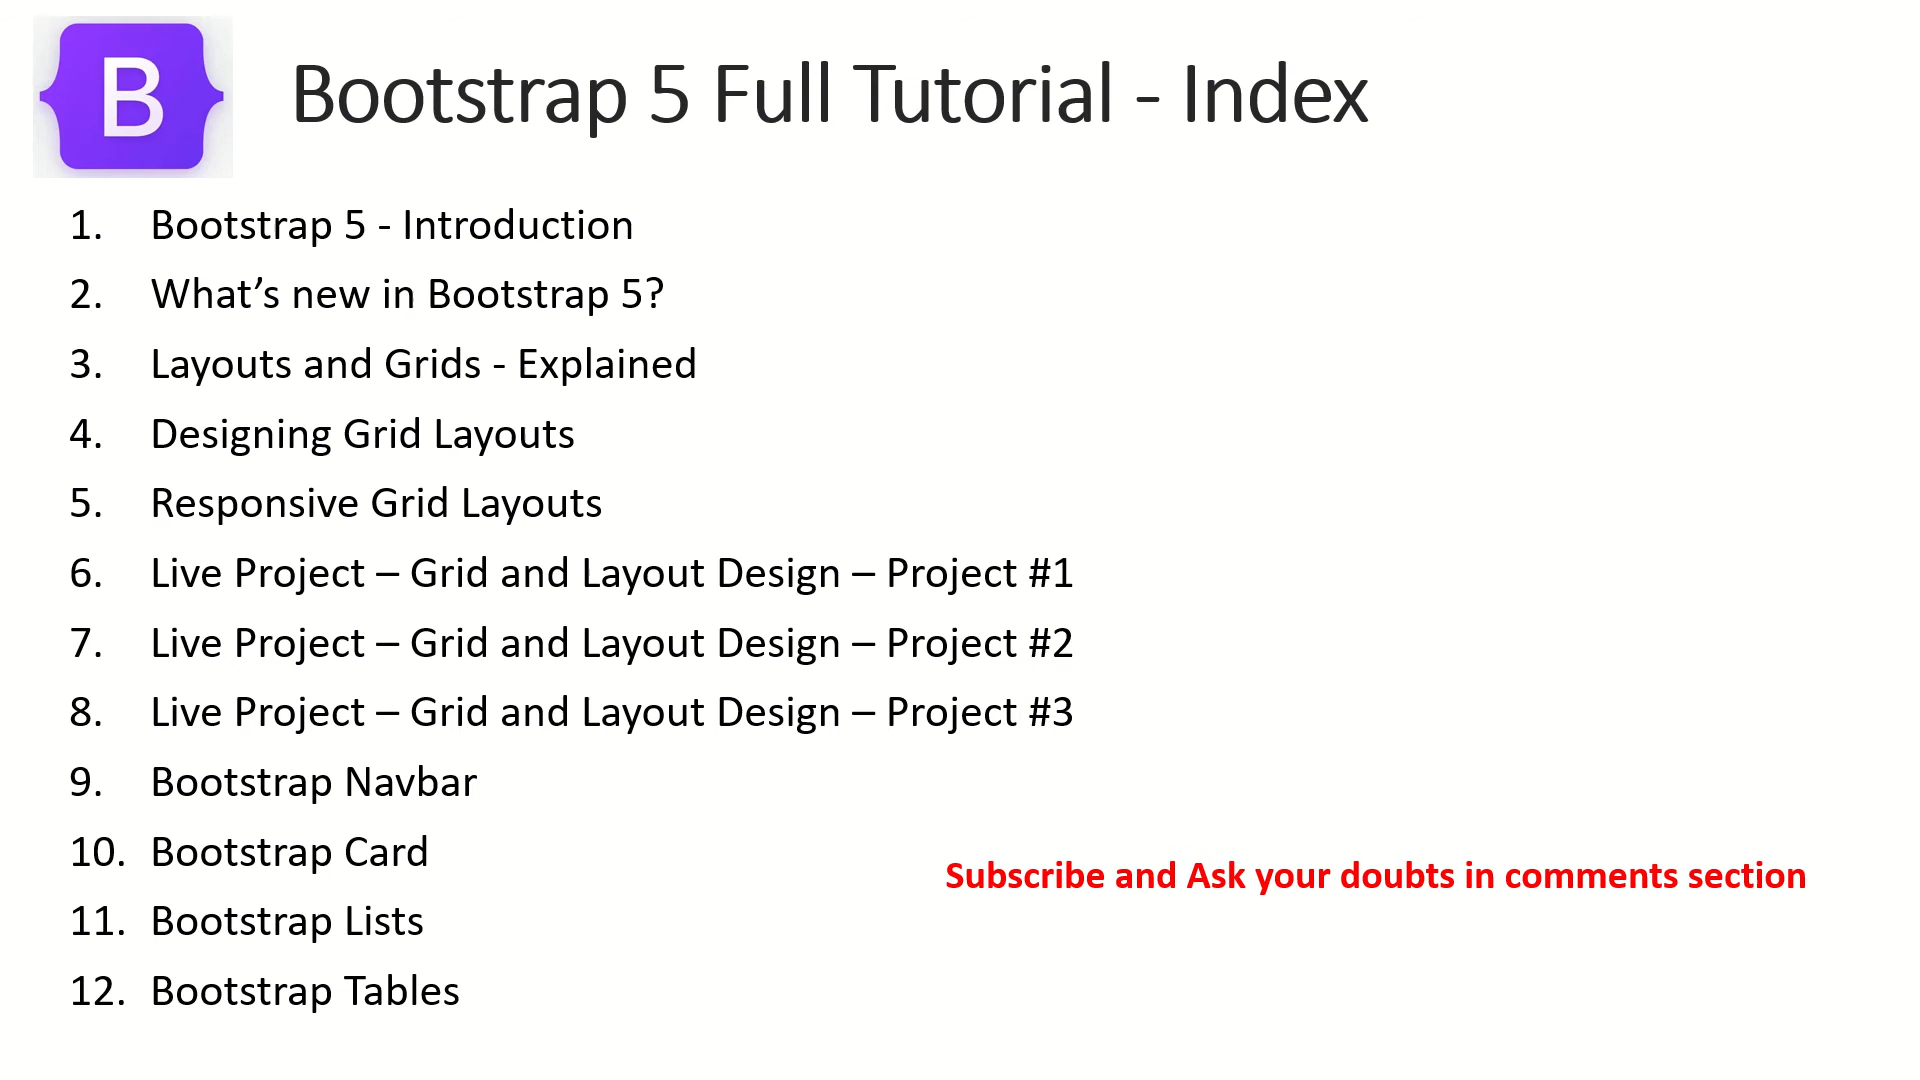 B
Bootstrap 5 Full Tutorial - Index
1. Bootstrap 5 - Introduction
2. What’s new in Bootstrap 5?
3. Layouts and Grids - Explained
4. Designing Grid Layouts
5. Responsive Grid Layouts
6. Live Project – Grid and Layout Design – Project #1
7. Live Project – Grid and Layout Design – Project #2
8. Live Project – Grid and Layout Design – Project #3
9. Bootstrap Navbar
10. Bootstrap Card
Subscribe and Ask your doubts in comments section
11. Bootstrap Lists
12. Bootstrap Tables